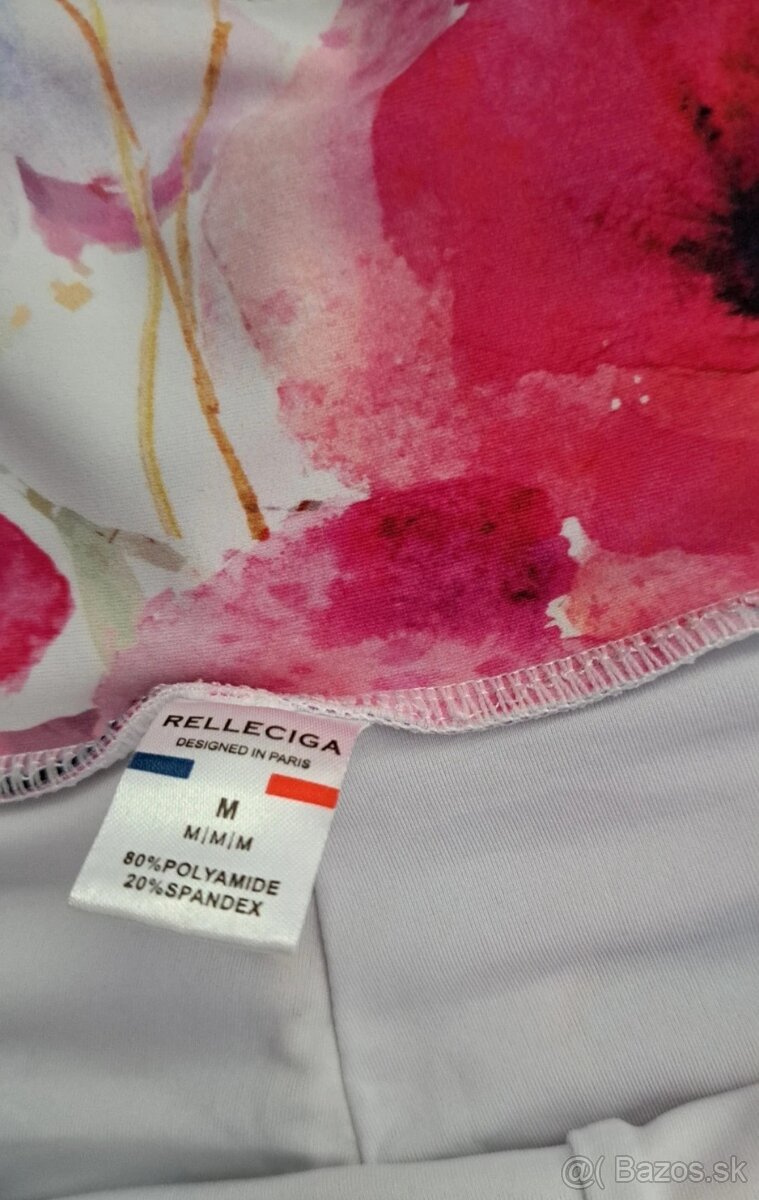 RELLECIGA
DESIGNED IN PARIS
M
M|M|M
80%POLYAMIDE
20%SPANDEX
@( Bazos.sk